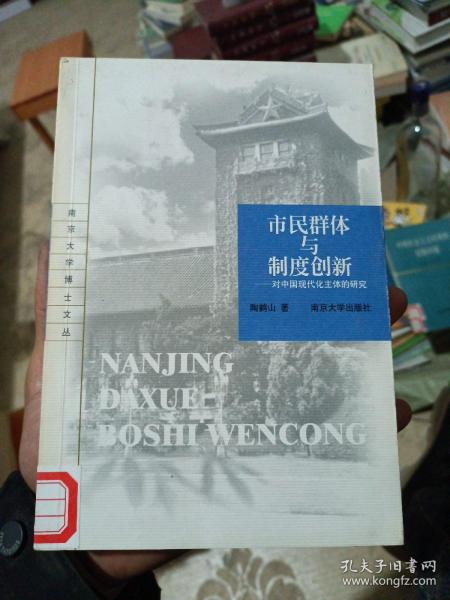 南京大学博士文丛
市民群体
与
制度创新
——对中国现代化主体的研究
陶鹤山 著 南京大学出版社
NANJING
DAXUE
BOSHI WENCONG
孔夫子旧书网
www.kongfz.com